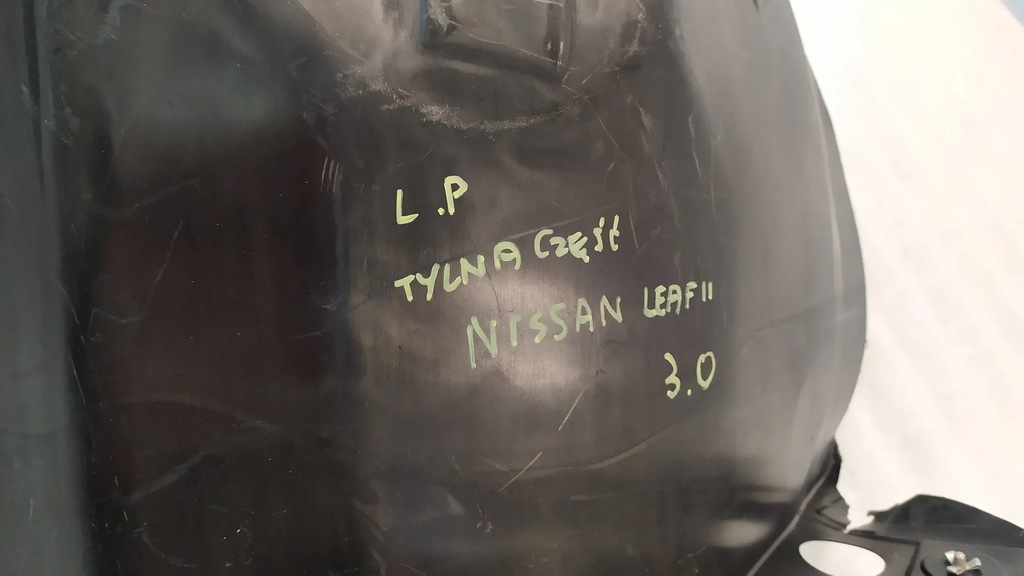 L.P
TYLNA CZĘŚĆ
NISSAN LEAF II
3.0